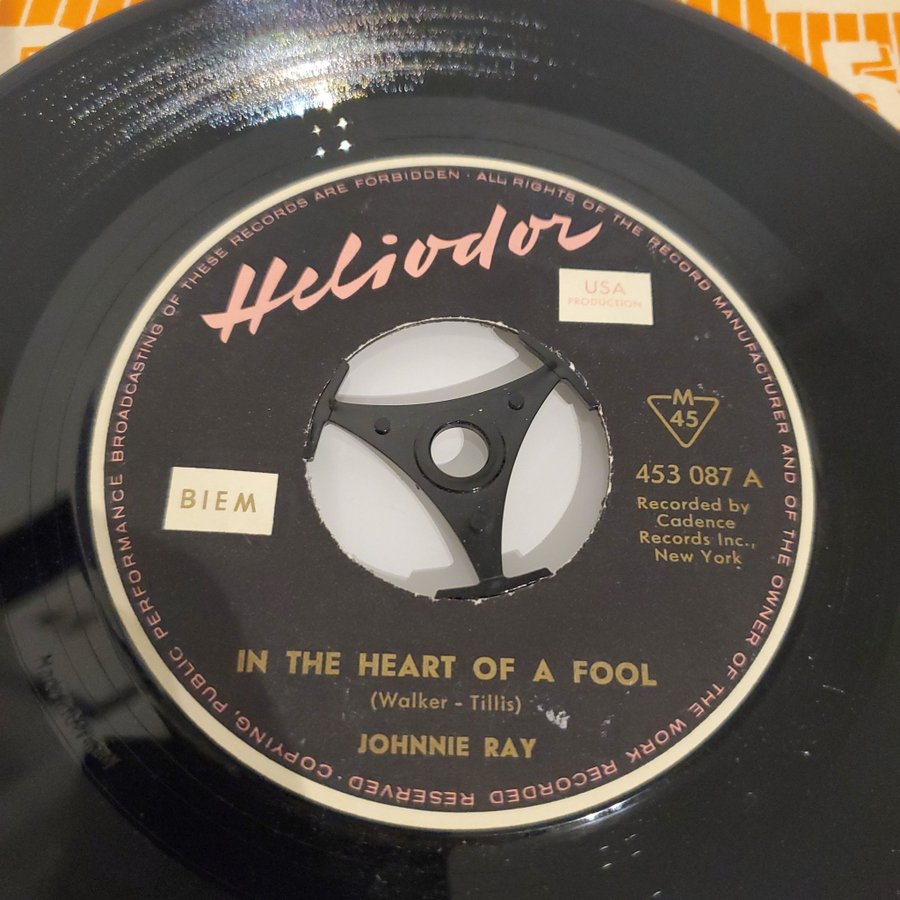 Heliodor
USA
PRODUCTION
M
45
453 087 A
Recorded by
Cadence
Records Inc.,
New York
BIEM
IN THE HEART OF A FOOL
(Walker - Tillis)
JOHNNIE RAY
ALL RIGHTS OF THE RECORD MANUFACTURER AND OF THE OWNER OF THE WORK RECORDED RESERVED · COPYING, PUBLIC PERFORMANCE BROADCASTING OF THESE RECORDS ARE FORBIDDEN ·